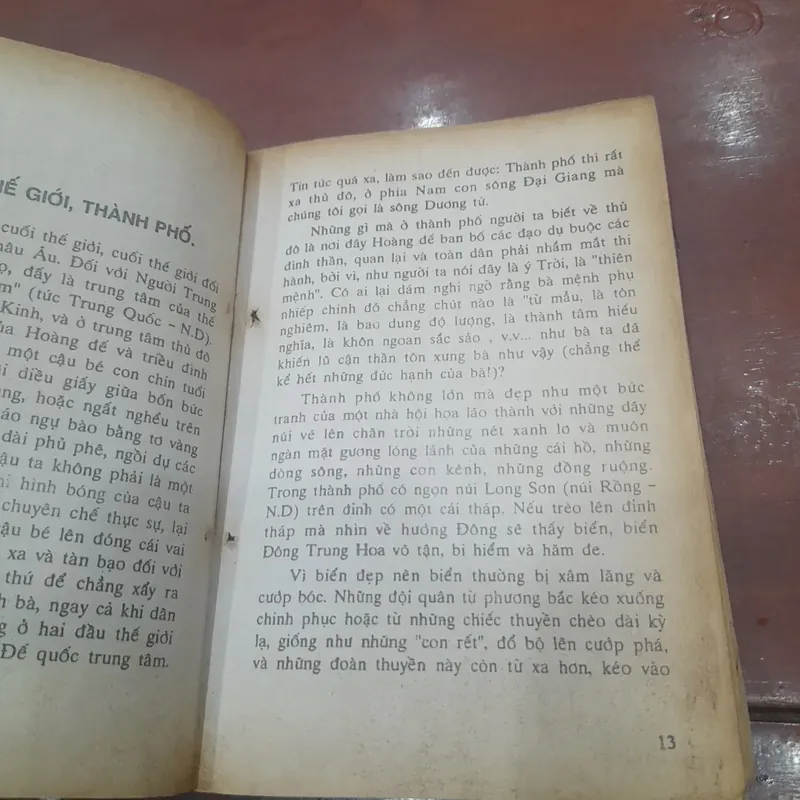 GIỚI, THÀNH PHỐ.
cuối thế giới, cuối thế giới đối
Âu. Đối với Người Trung
đấy là trung tâm của thế
(tức Trung Quốc – N.D).
Kinh, và ở trung tâm thủ đô
của Hoàng đế và triều đình
một cậu bé con chín tuổi
diều giấy giữa bốn bức
hoặc ngất nghểu trên
áo ngự bào bằng tơ vàng
dài phủ phê, ngồi dự các
cậu ta không phải là một
hình bóng của cậu ta
chuyên chế thực sự, lại
cậu bé lên đóng cái vai
xa và tàn bạo đối với
thứ để chẳng xẩy ra
bà, ngay cả khi dân
ở hai đầu thế giới
Đế quốc trung tâm.
Tin tức quá xa, làm sao đến được: Thành phố thì rất
xa thủ đô, ở phía Nam con sông Đại Giang mà
chúng tôi gọi là sông Dương tử.
Những gì mà ở thành phố người ta biết về thủ
đô là nơi đây Hoàng đế ban bố các đạo dụ buộc các
đình thần, quan lại và toàn dân phải nhắm mắt thi
hành, bởi vì, như người ta nói đây là ý Trời, là "thiên
mệnh". Có ai lại dám nghi ngờ rằng bà mệnh phụ
nhiếp chính đô chẳng chút nào là "từ mẫu, là tôn
nghiêm, là bao dung độ lượng, là thành tâm hiếu
nghĩa, là khôn ngoan sắc sảo , v.v... như bà ta đã
khiến lũ cận thần tôn xưng bà như vậy (chẳng thể
kể hết những đức hạnh của bà!)?
Thành phố không lớn mà đẹp như một bức
tranh của một nhà hội họa lão thành với những dãy
núi vẽ lên chân trời những nét xanh lơ và muôn
ngàn mặt gương lóng lánh của những cái hồ, những
dòng sông, những con kênh, những đồng ruộng.
Trong thành phố có ngọn núi Long Sơn (núi Rồng –
N.D) trên đỉnh có một cái tháp. Nếu trèo lên đỉnh
tháp mà nhìn về hướng Đông sẽ thấy biển, biển
Đông Trung Hoa vô tận, bí hiểm và hăm đe.
Vì biển đẹp nên biển thường bị xâm lăng và
cướp bóc. Những đội quân từ phương bắc kéo xuống
chinh phục hoặc từ những chiếc thuyền chèo dài kỳ
lạ, giống như những "con rết", đổ bộ lên cướp phá,
và những đoàn thuyền này còn từ xa hơn, kéo vào
13